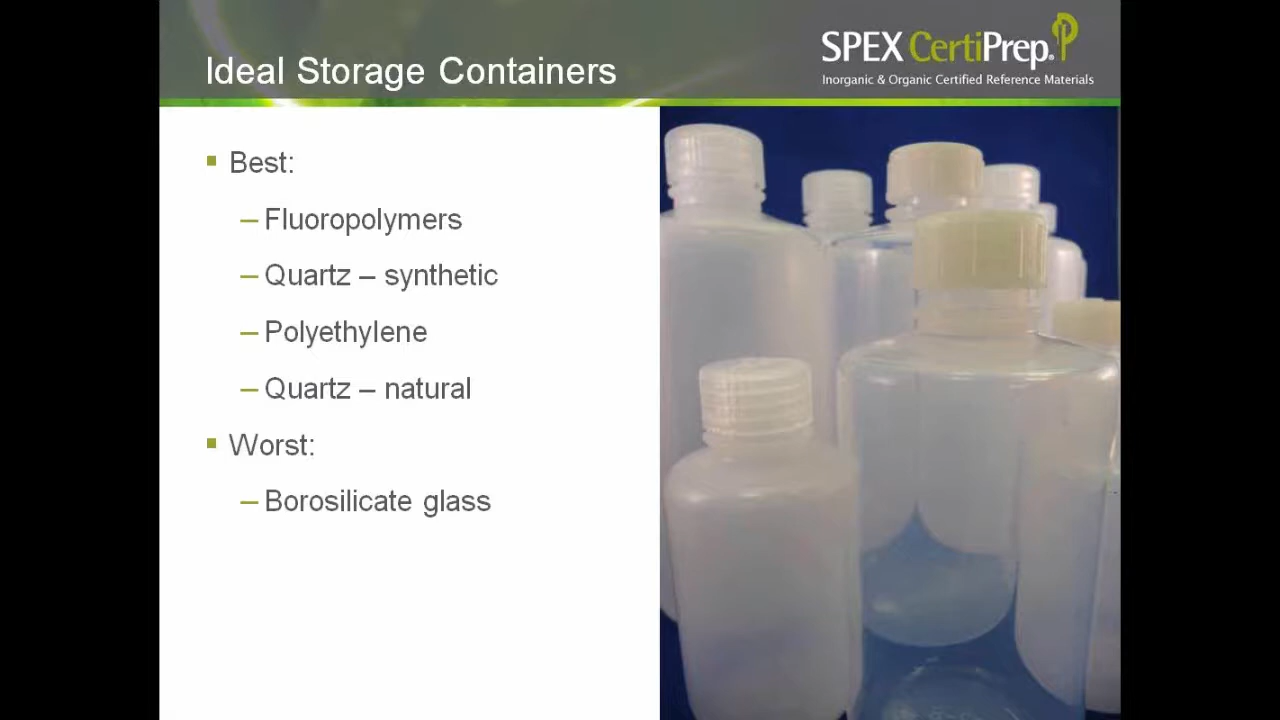 Ideal Storage Containers
SPEX CertiPrep.®
Inorganic & Organic Certified Reference Materials
Best:
– Fluoropolymers
– Quartz – synthetic
– Polyethylene
– Quartz – natural
Worst:
– Borosilicate glass